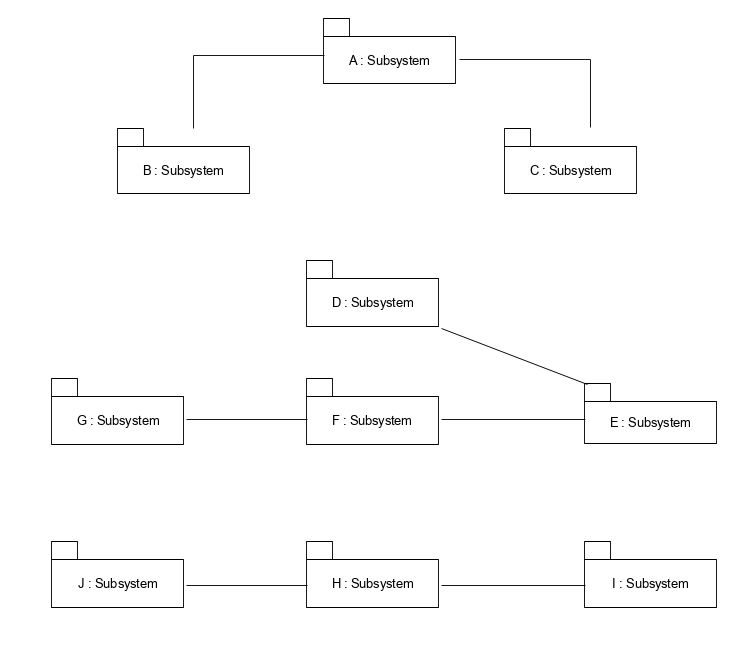 A : Subsystem
B : Subsystem
C : Subsystem
D : Subsystem
G : Subsystem
F : Subsystem
E : Subsystem
J : Subsystem
H : Subsystem
I : Subsystem